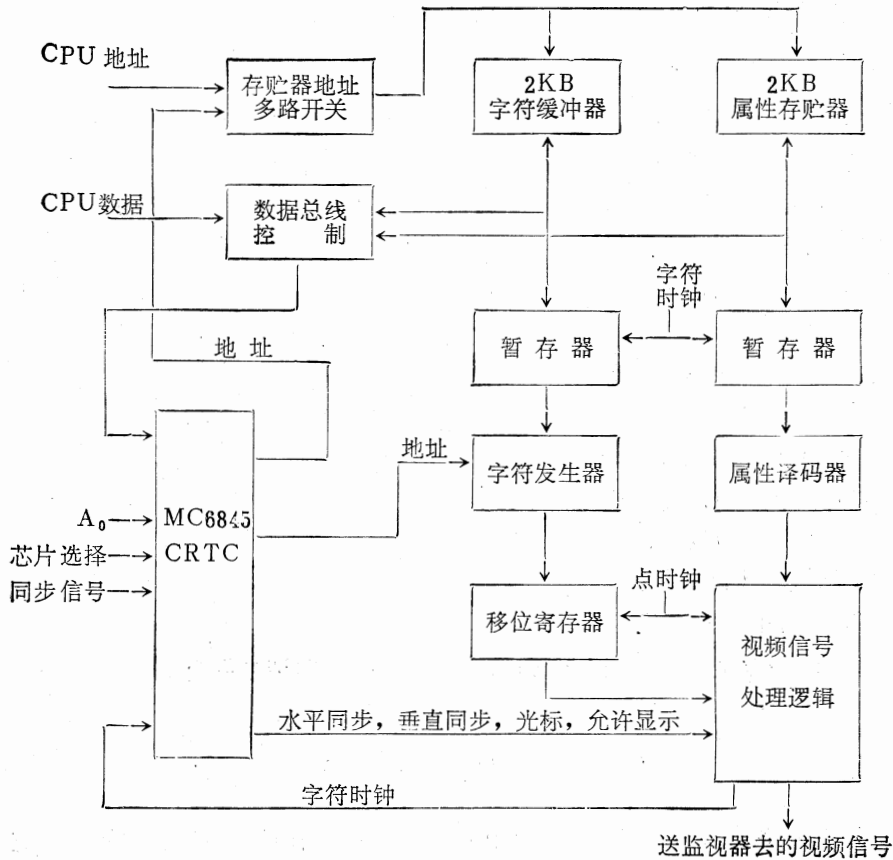 CPU 地址
存贮器地址
多路开关
2KB
字符缓冲器
2KB
属性存贮器
CPU数据
数据总线
控 制
字符
时钟
地 址
暂 存 器
暂 存 器
地址
字符发生器
属性译码器
A₀
芯片选择
同步信号
MC6845
CRTC
点时钟
移位寄存器
视频信号
处理逻辑
水平同步，垂直同步，光标，允许显示
字符时钟
送监视器去的视频信号